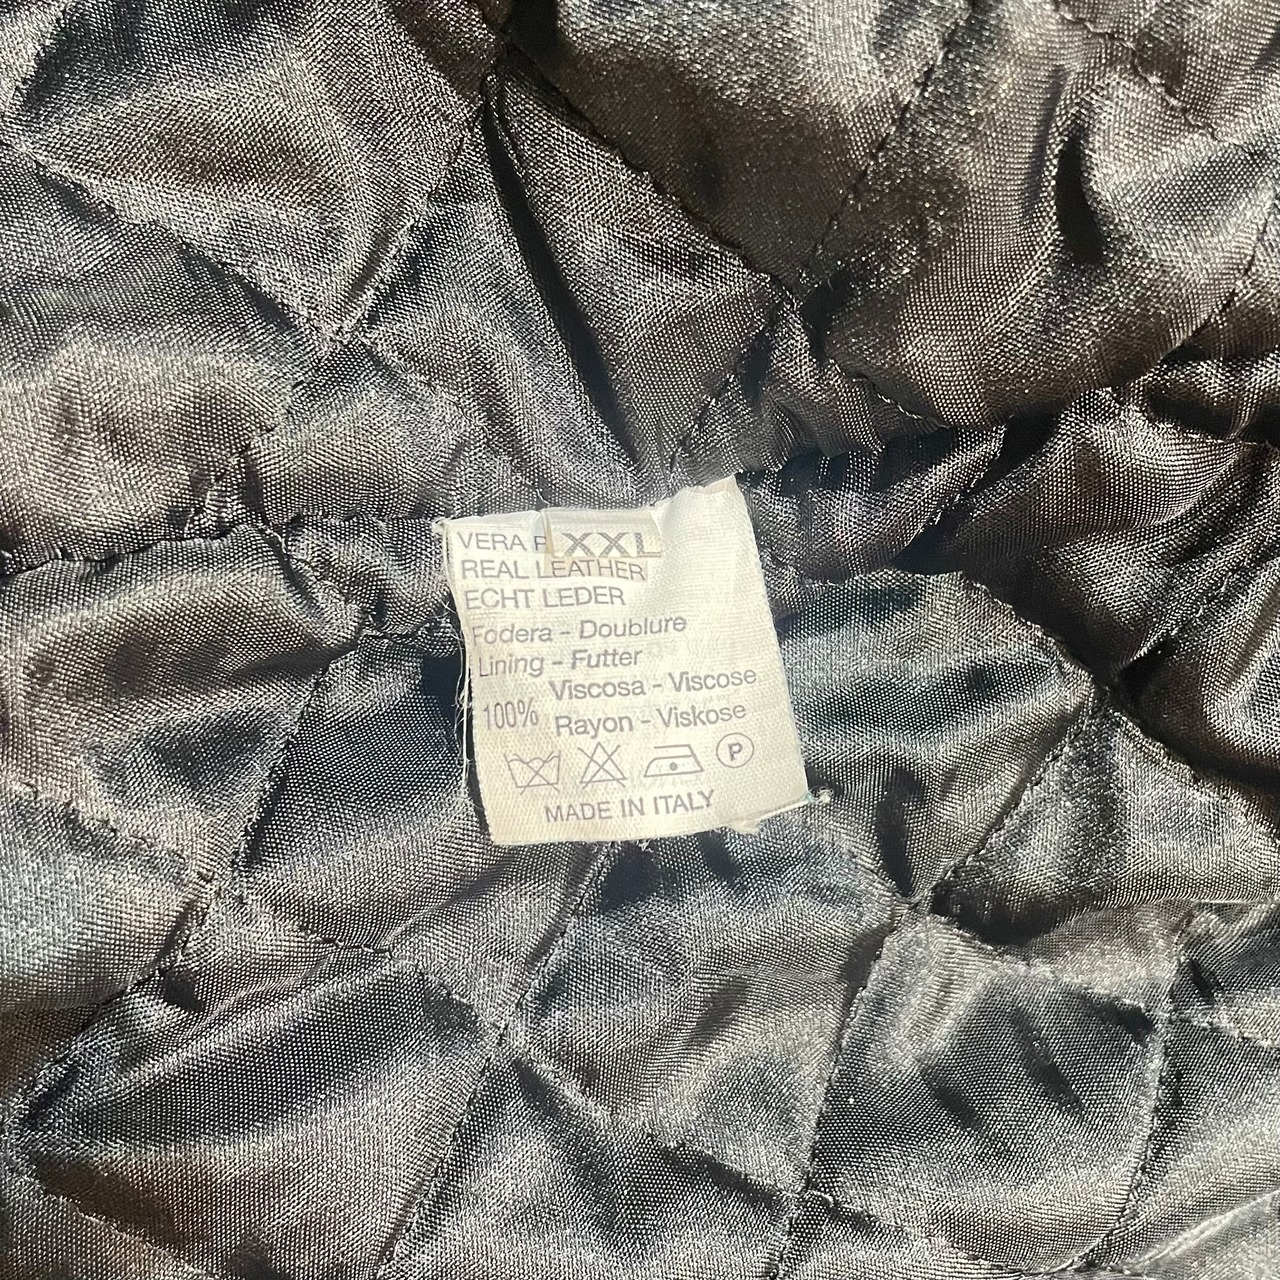 VERA P
XXL
REAL LEATHER
ECHT LEDER
Fodera - Doublure
Lining - Futter
Viscosa - Viscose
100%
Rayon - Viskose
P
MADE IN ITALY